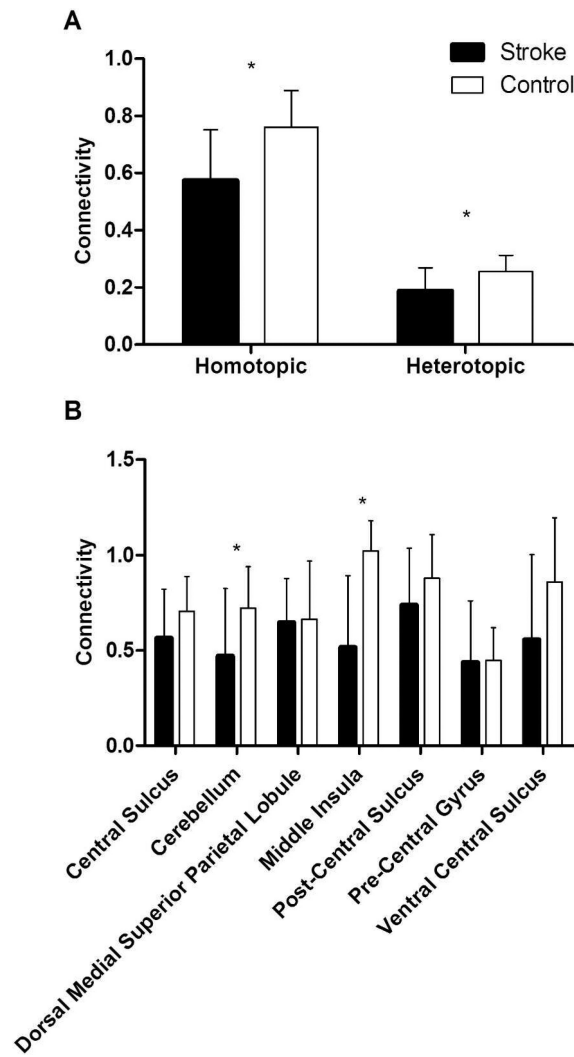 A
Stroke
Control
Connectivity
1.0
0.8
0.6
0.4
0.2
0.0
*
*
Homotopic
Heterotopic
B
Connectivity
1.5
1.0
0.5
0.0
*
*
Central Sulcus
Cerebellum
Dorsal Medial Superior Parietal Lobule
Middle Insula
Post-Central Sulcus
Pre-Central Gyrus
Ventral Central Sulcus